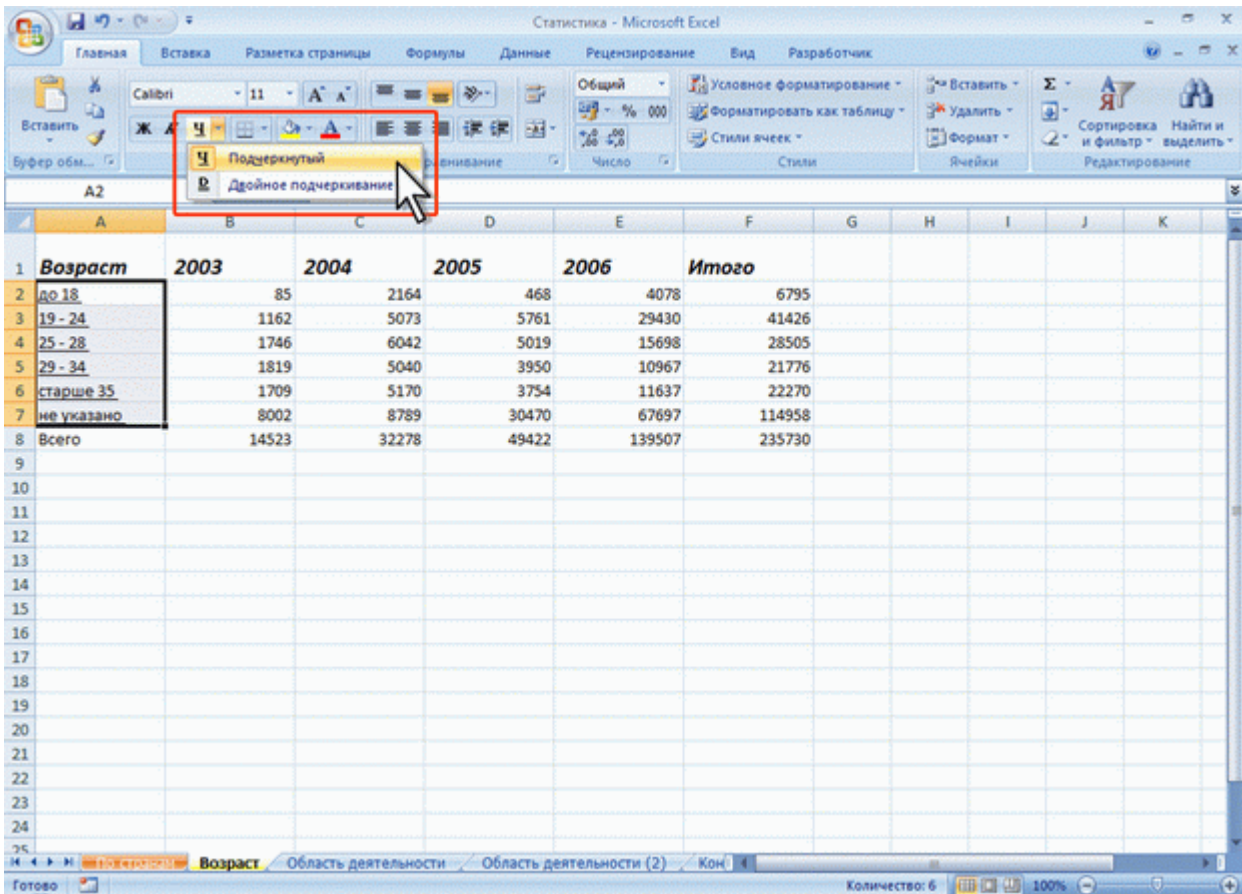 Статистика - Microsoft Excel
Главная Вставка Разметка страницы Формулы Данные Рецензирование Вид Разработчик
Вставить
Буфер обм...
Calibri 11
Ж Ч
Подчеркнутый
Двойное подчеркивание
Общий
% 000
Число
Условное форматирование
Форматировать как таблицу
Стили ячеек
Стили
Вставить
Удалить
Формат
Ячейки
Σ
Сортировка и фильтр
Найти и выделить
Редактирование
A2
A B C D E F G H I J K
1 Возраст 2003 2004 2005 2006 Итого
2 до 18 85 2164 468 4078 6795
3 19 - 24 1162 5073 5761 29430 41426
4 25 - 28 1746 6042 5019 15698 28505
5 29 - 34 1819 5040 3950 10967 21776
6 старше 35 1709 5170 3754 11637 22270
7 не указано 8002 8789 30470 67697 114958
8 Всего 14523 32278 49422 139507 235730
9
10
11
12
13
14
15
16
17
18
19
20
21
22
23
24
25
По странам Возраст Область деятельности Область деятельности (2) Кон
Готово Количество: 6 100%